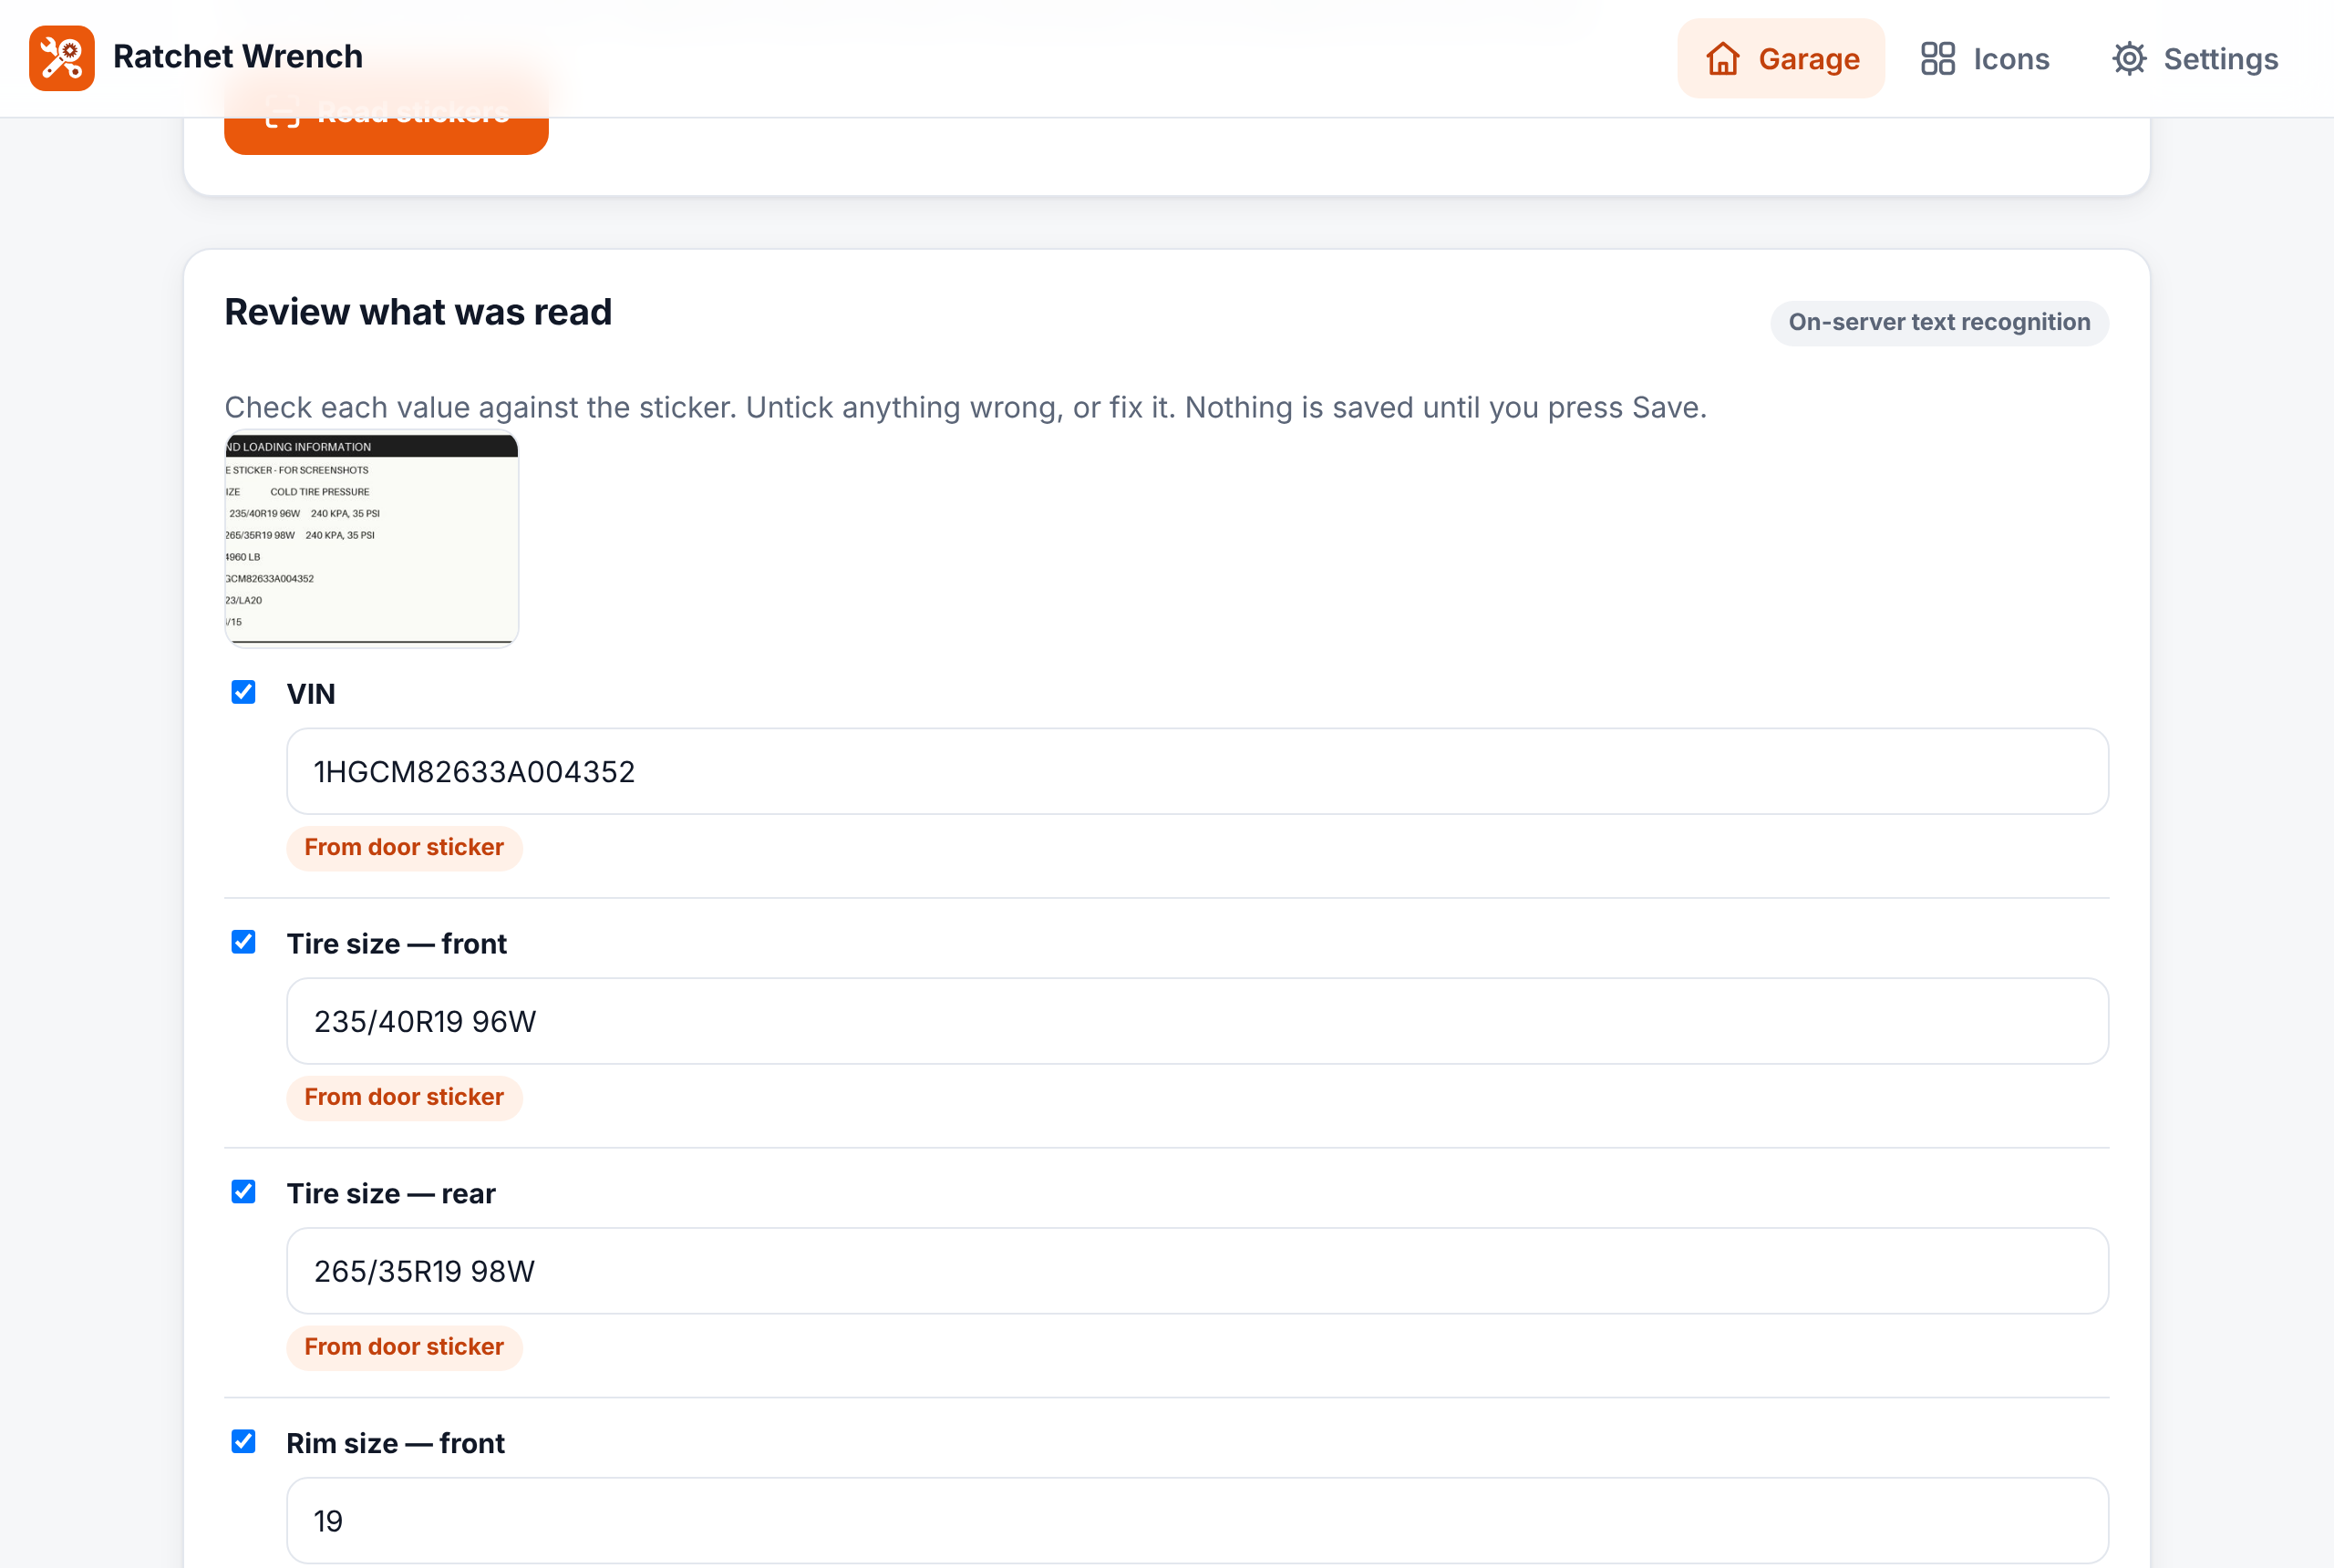 Ratchet Wrench
Garage
Icons
Settings
Read stickers
Review what was read
On-server text recognition
Check each value against the sticker. Untick anything wrong, or fix it. Nothing is saved until you press Save.
ND LOADING INFORMATION
E STICKER - FOR SCREENSHOTS
IZE COLD TIRE PRESSURE
235/40R19 96W 240 KPA, 35 PSI
265/35R19 98W 240 KPA, 35 PSI
4960 LB
GCM82633A004352
23/LA20
/15
VIN
1HGCM82633A004352
From door sticker
Tire size — front
235/40R19 96W
From door sticker
Tire size — rear
265/35R19 98W
From door sticker
Rim size — front
19